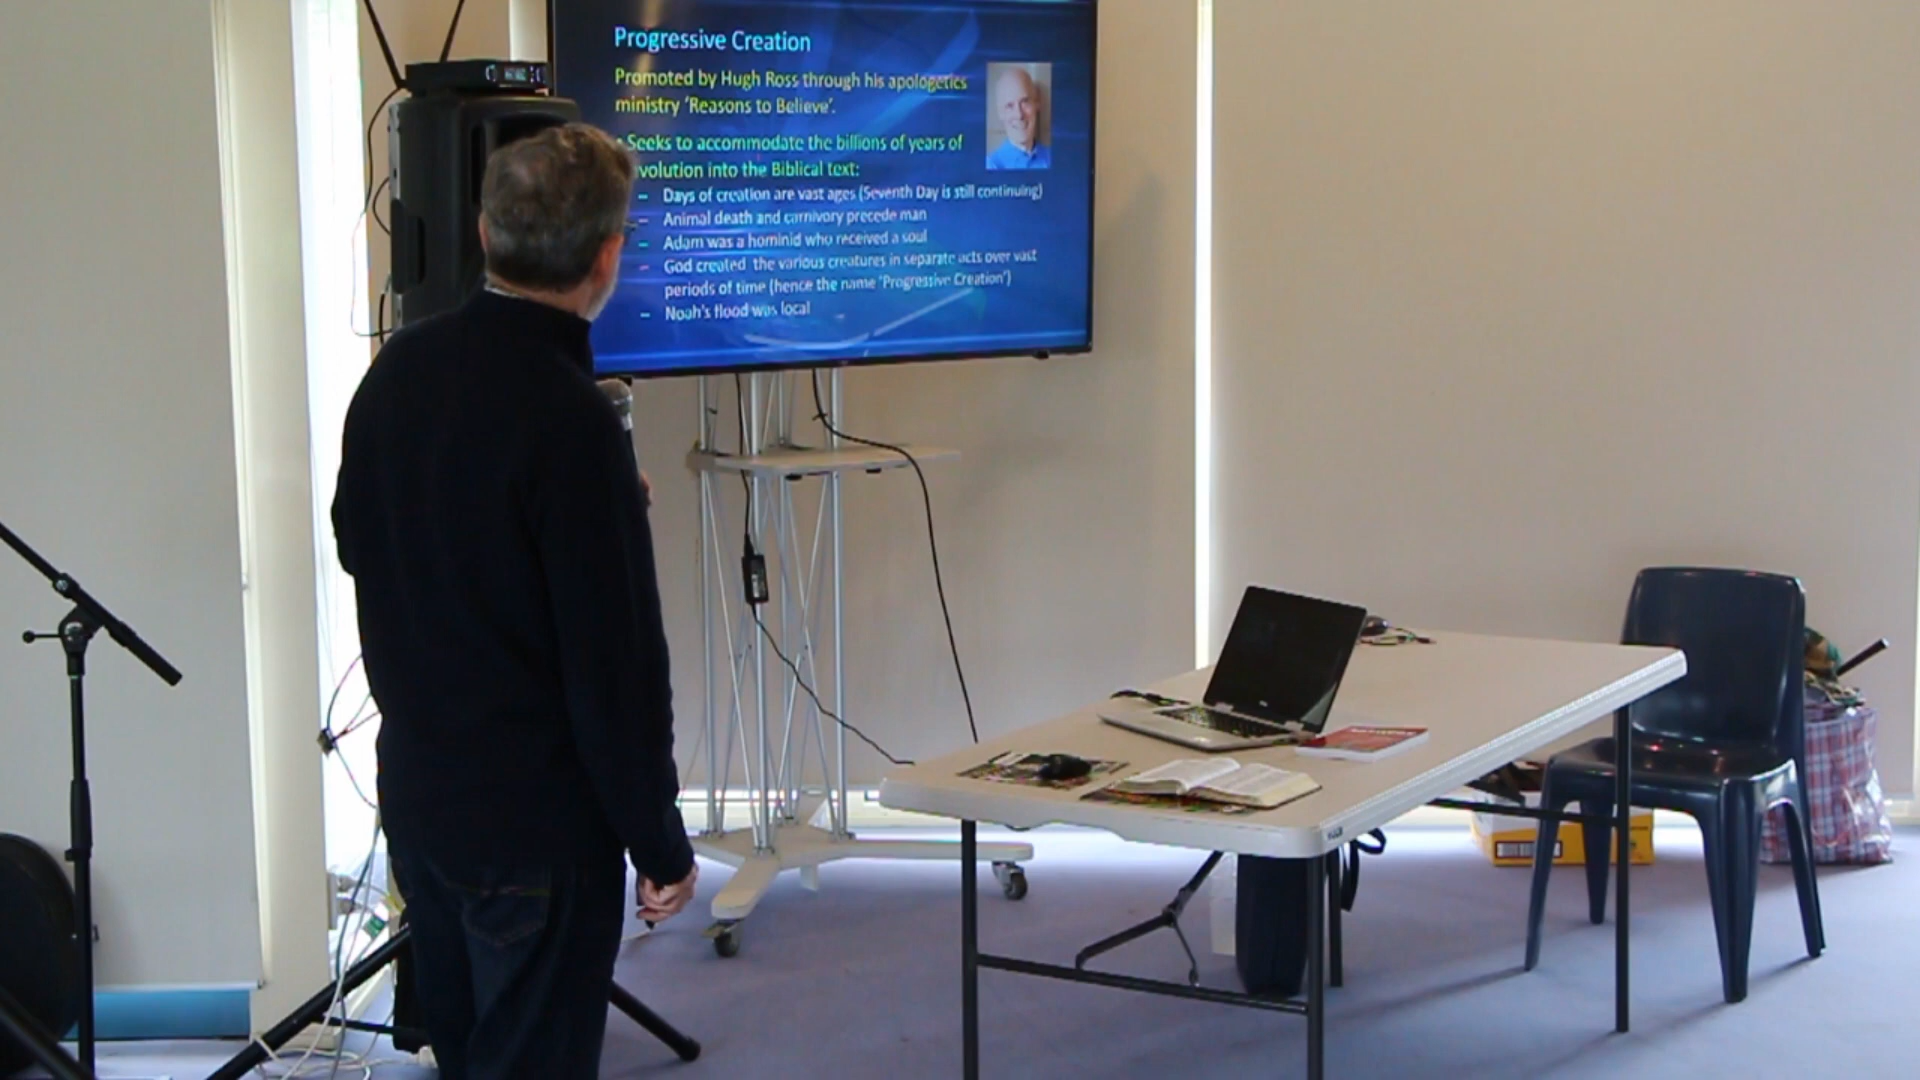 Progressive Creation
Promoted by Hugh Ross through his apologetics
ministry 'Reasons to Believe'.
• Seeks to accommodate the billions of years of
volution into the Biblical text:
– Days of creation are vast ages (Seventh Day is still continuing)
– Animal death and carnivory precede man
– Adam was a hominid who received a soul
– God created the various creatures in separate acts over vast
periods of time (hence the name 'Progressive Creation')
– Noah's flood was local